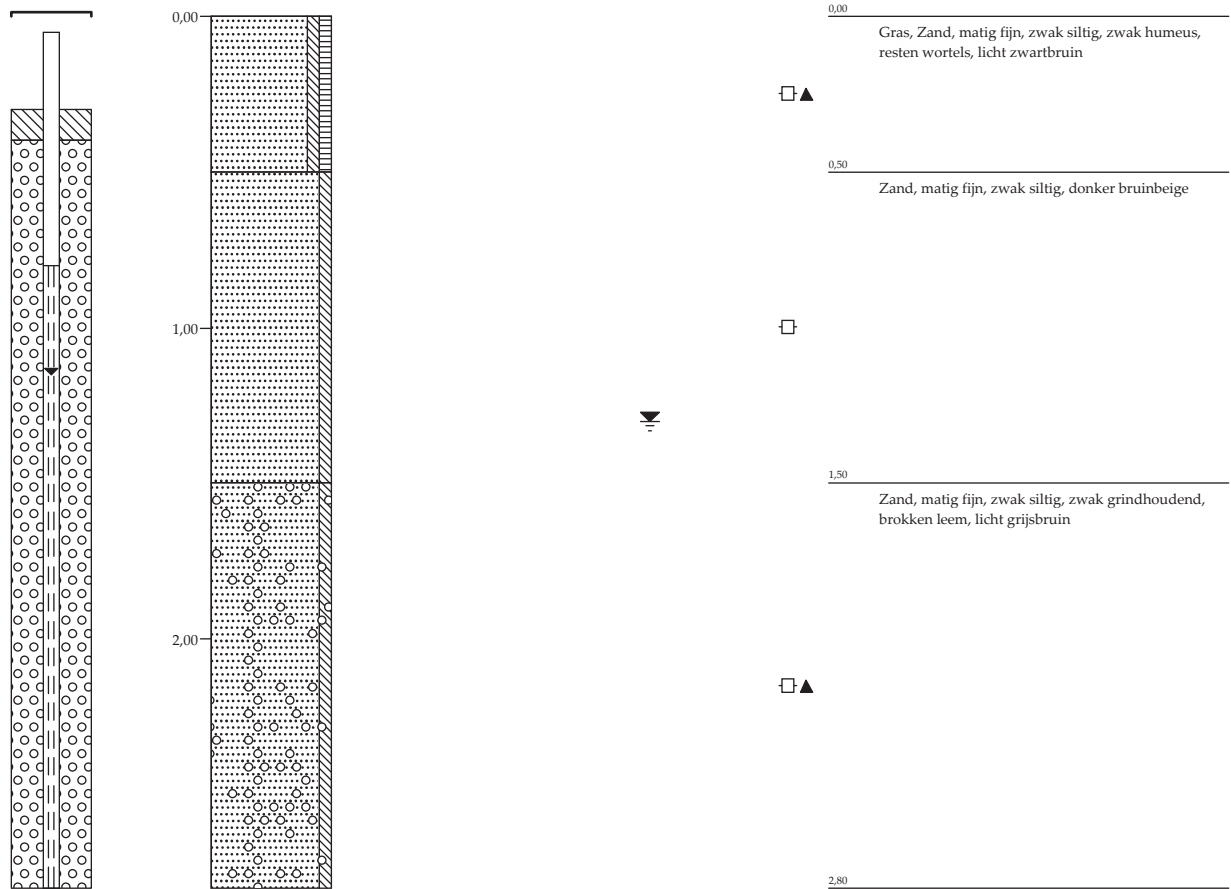 0,00
1,00
2,00
0,00
Gras, Zand, matig fijn, zwak siltig, zwak humeus,
resten wortels, licht zwartbruin
0,50
Zand, matig fijn, zwak siltig, donker bruinbeige
1,50
Zand, matig fijn, zwak siltig, zwak grindhoudend,
brokken leem, licht grijsbruin
2,80